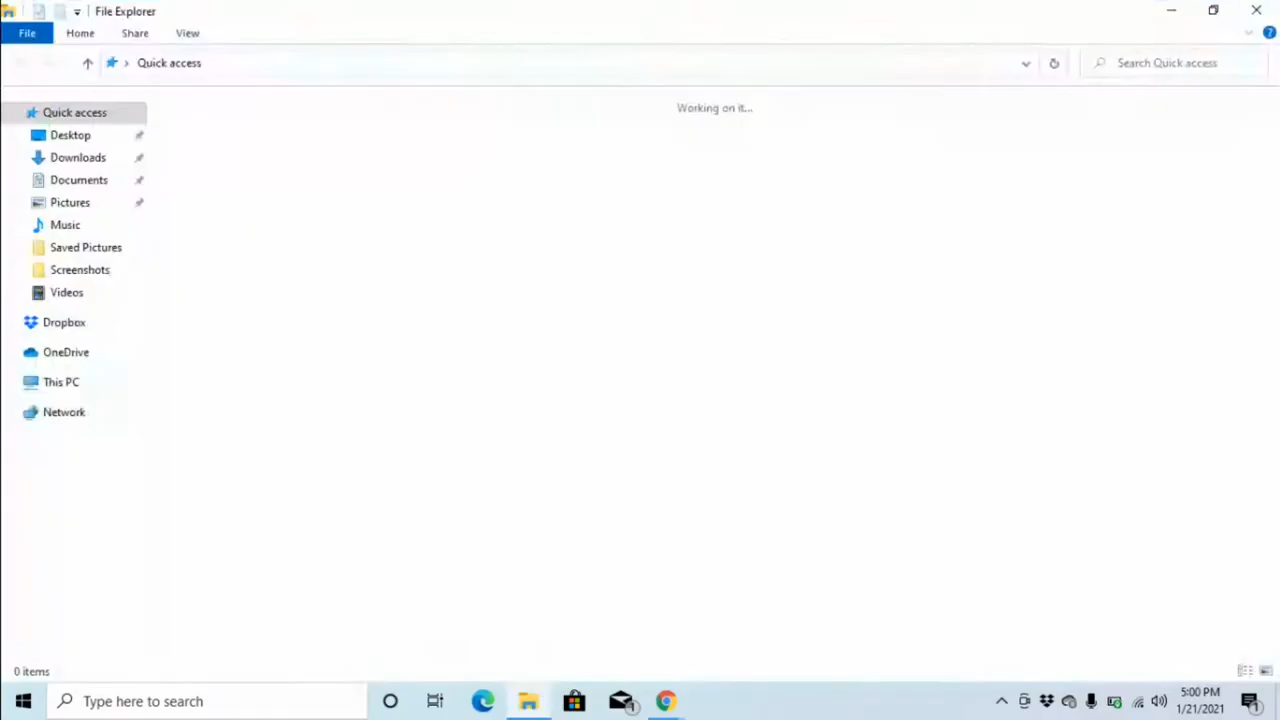 File Explorer
File Home Share View
Quick access
Search Quick access
Quick access
Working on it...
Desktop
Downloads
Documents
Pictures
Music
Saved Pictures
Screenshots
Videos
Dropbox
OneDrive
This PC
Network
0 items
Type here to search
1
5:00 PM
1/21/2021
1